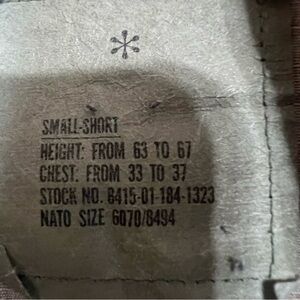 SMALL-SHORT
HEIGHT: FROM 63 TO 67
CHEST: FROM 33 TO 37
STOCK NO. 8415-01-184-1323
NATO SIZE 6070/8494